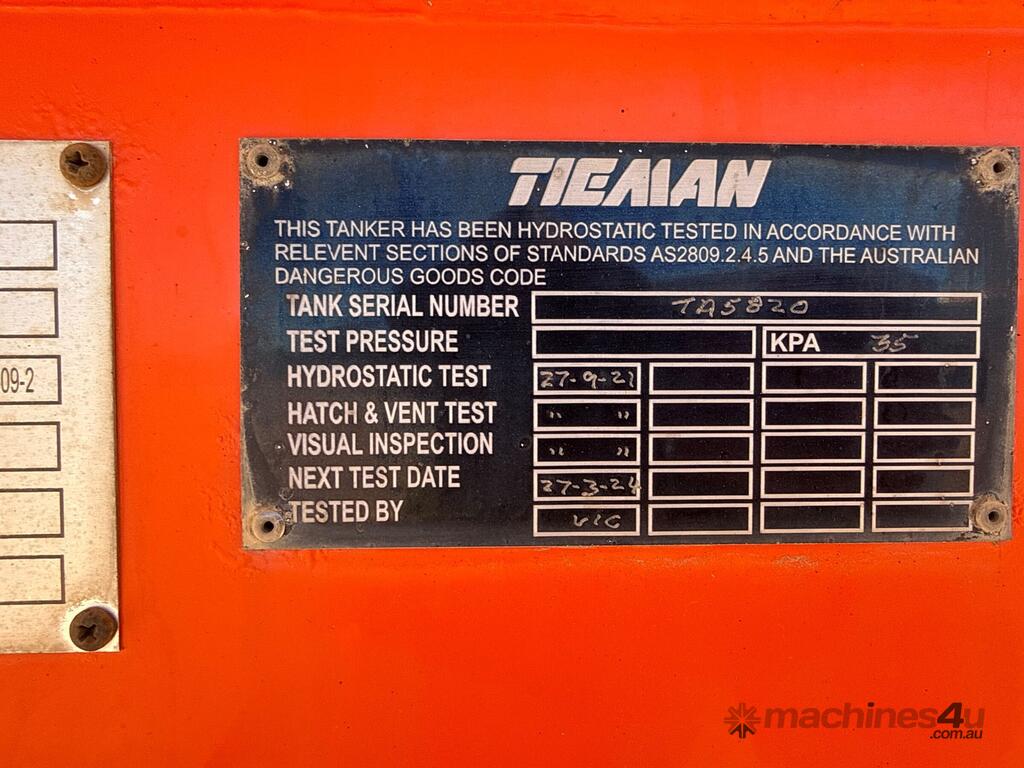 09-2
TIEMAN
THIS TANKER HAS BEEN HYDROSTATIC TESTED IN ACCORDANCE WITH
RELEVENT SECTIONS OF STANDARDS AS2809.2.4.5 AND THE AUSTRALIAN
DANGEROUS GOODS CODE
TANK SERIAL NUMBER TA5820
TEST PRESSURE KPA 35
HYDROSTATIC TEST 27-9-21
HATCH & VENT TEST " "
VISUAL INSPECTION " "
NEXT TEST DATE 27-3-24
TESTED BY VIC
machines4u
.com.au